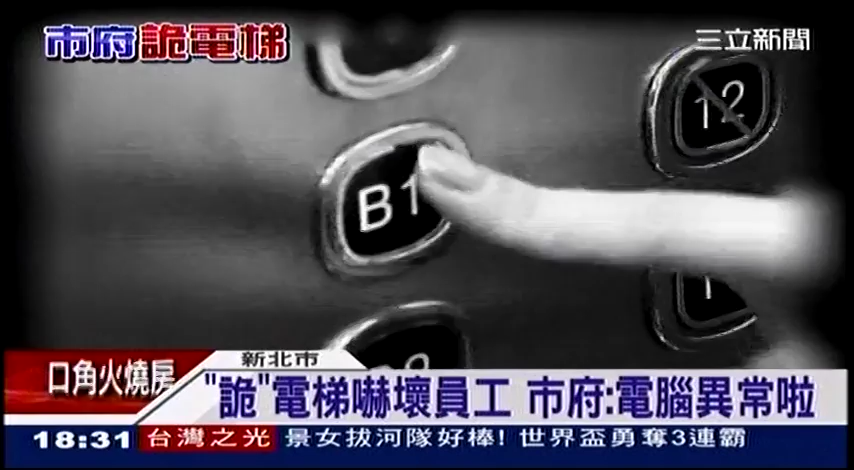 市府詭電梯
三立新聞
12
B1
口角火燒房
新北市
"詭"電梯嚇壞員工 市府:電腦異常啦
18:31 台灣之光 景女拔河隊好棒! 世界盃勇奪3連霸